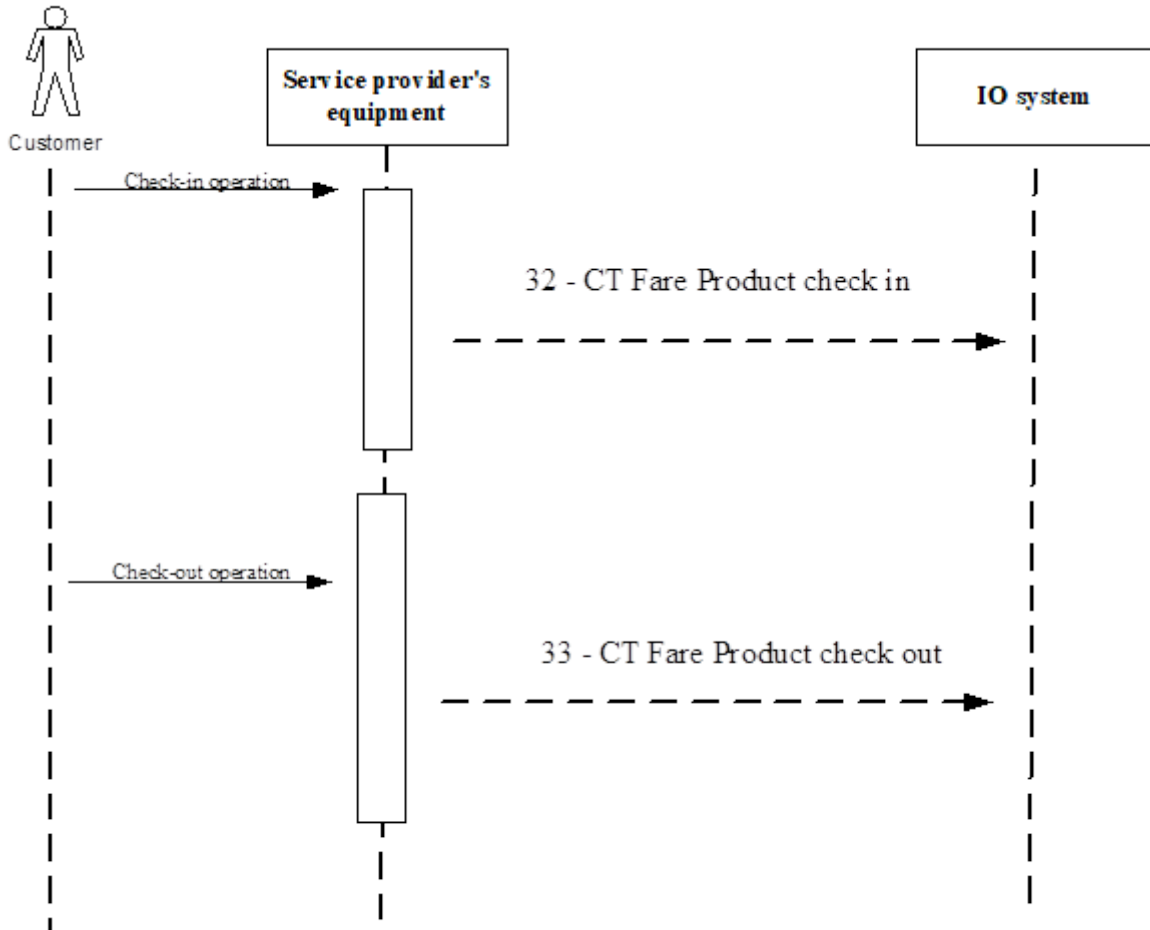 Customer
Service provider's
equipment
IO system
Check-in operation
32 - CT Fare Product check in
Check-out operation
33 - CT Fare Product check out